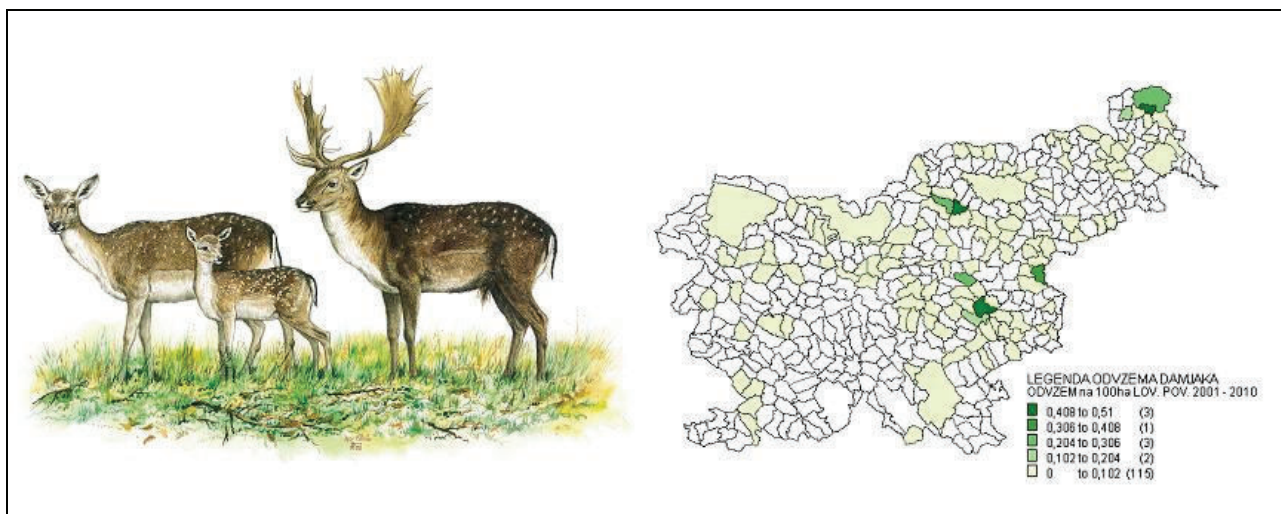 LEGENDA ODVZEMA DAMJAKA
ODVZEM na 100ha LOV. POV. 2001 - 2010
0,408 to 0,51 (3)
0,306 to 0,408 (1)
0,204 to 0,306 (3)
0,102 to 0,204 (2)
0 to 0,102 (115)